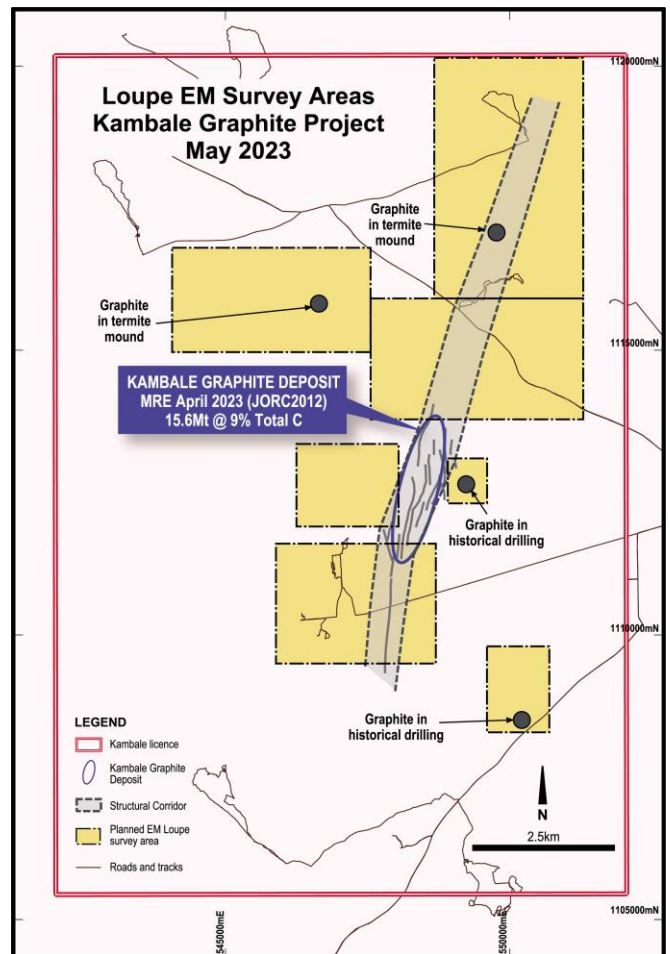 Loupe EM Survey Areas
Kambale Graphite Project
May 2023
1120000mN
Graphite
in termite
mound
Graphite
in termite
mound
1115000mN
KAMBALE GRAPHITE DEPOSIT
MRE April 2023 (JORC2012)
15.6Mt @ 9% Total C
Graphite in
historical drilling
1110000mN
Graphite in
historical drilling
LEGEND
Kambale licence
Kambale Graphite
Deposit
Structural Corridor
Planned EM Loupe
survey area
Roads and tracks
N
2.5km
545000mE
550000mE
1105000mN